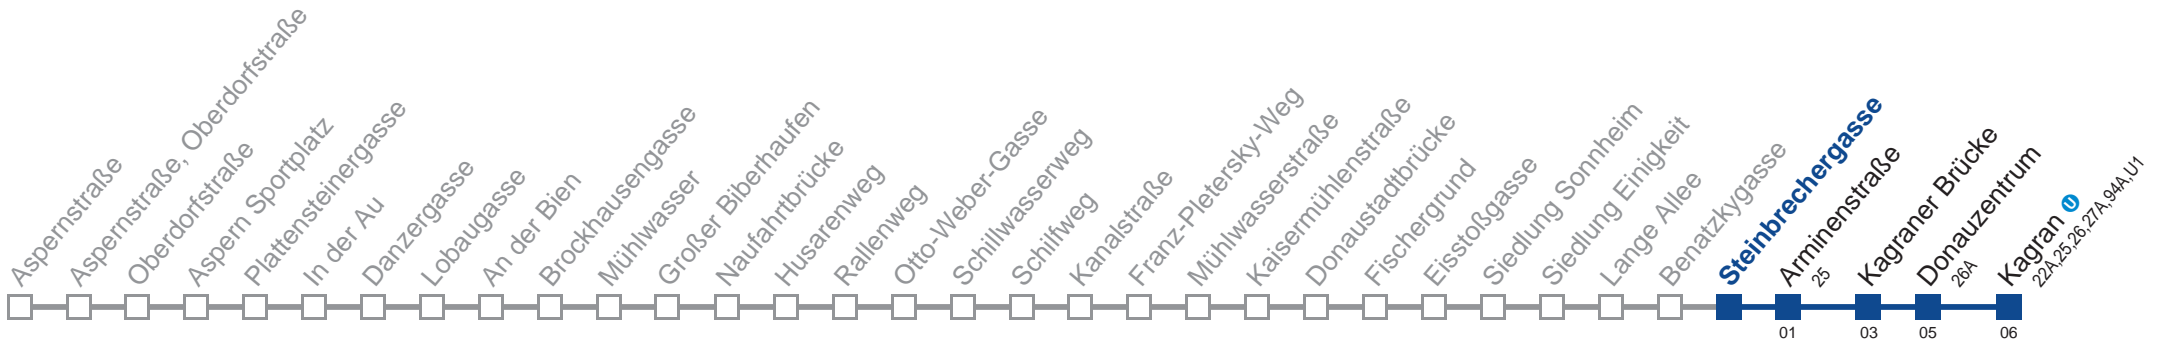 Aspernstraße
Aspernstraße, Oberdorfstraße
Oberdorfstraße
Aspern Sportplatz
Plattensteinergasse
In der Au
Danzergasse
Lobaugasse
An der Bien
Brockhausengasse
Mühlwasser
Großer Biberhaufen
Naufahrtbrücke
Husarenweg
Rallenweg
Otto-Weber-Gasse
Schillwasserweg
Schilfweg
Kanalstraße
Franz-Pletersky-Weg
Mühlwasserstraße
Kaisermühlenstraße
Donaustadtbrücke
Fischergrund
Eisstoßgasse
Siedlung Sonnheim
Siedlung Einigkeit
Lange Allee
Benatzkygasse
Steinbrechergasse
Arminenstraße
25
Kagraner Brücke
Donauzentrum
26A
Kagran U
22A,25,26,27A,94A,U1
01 03 05 06